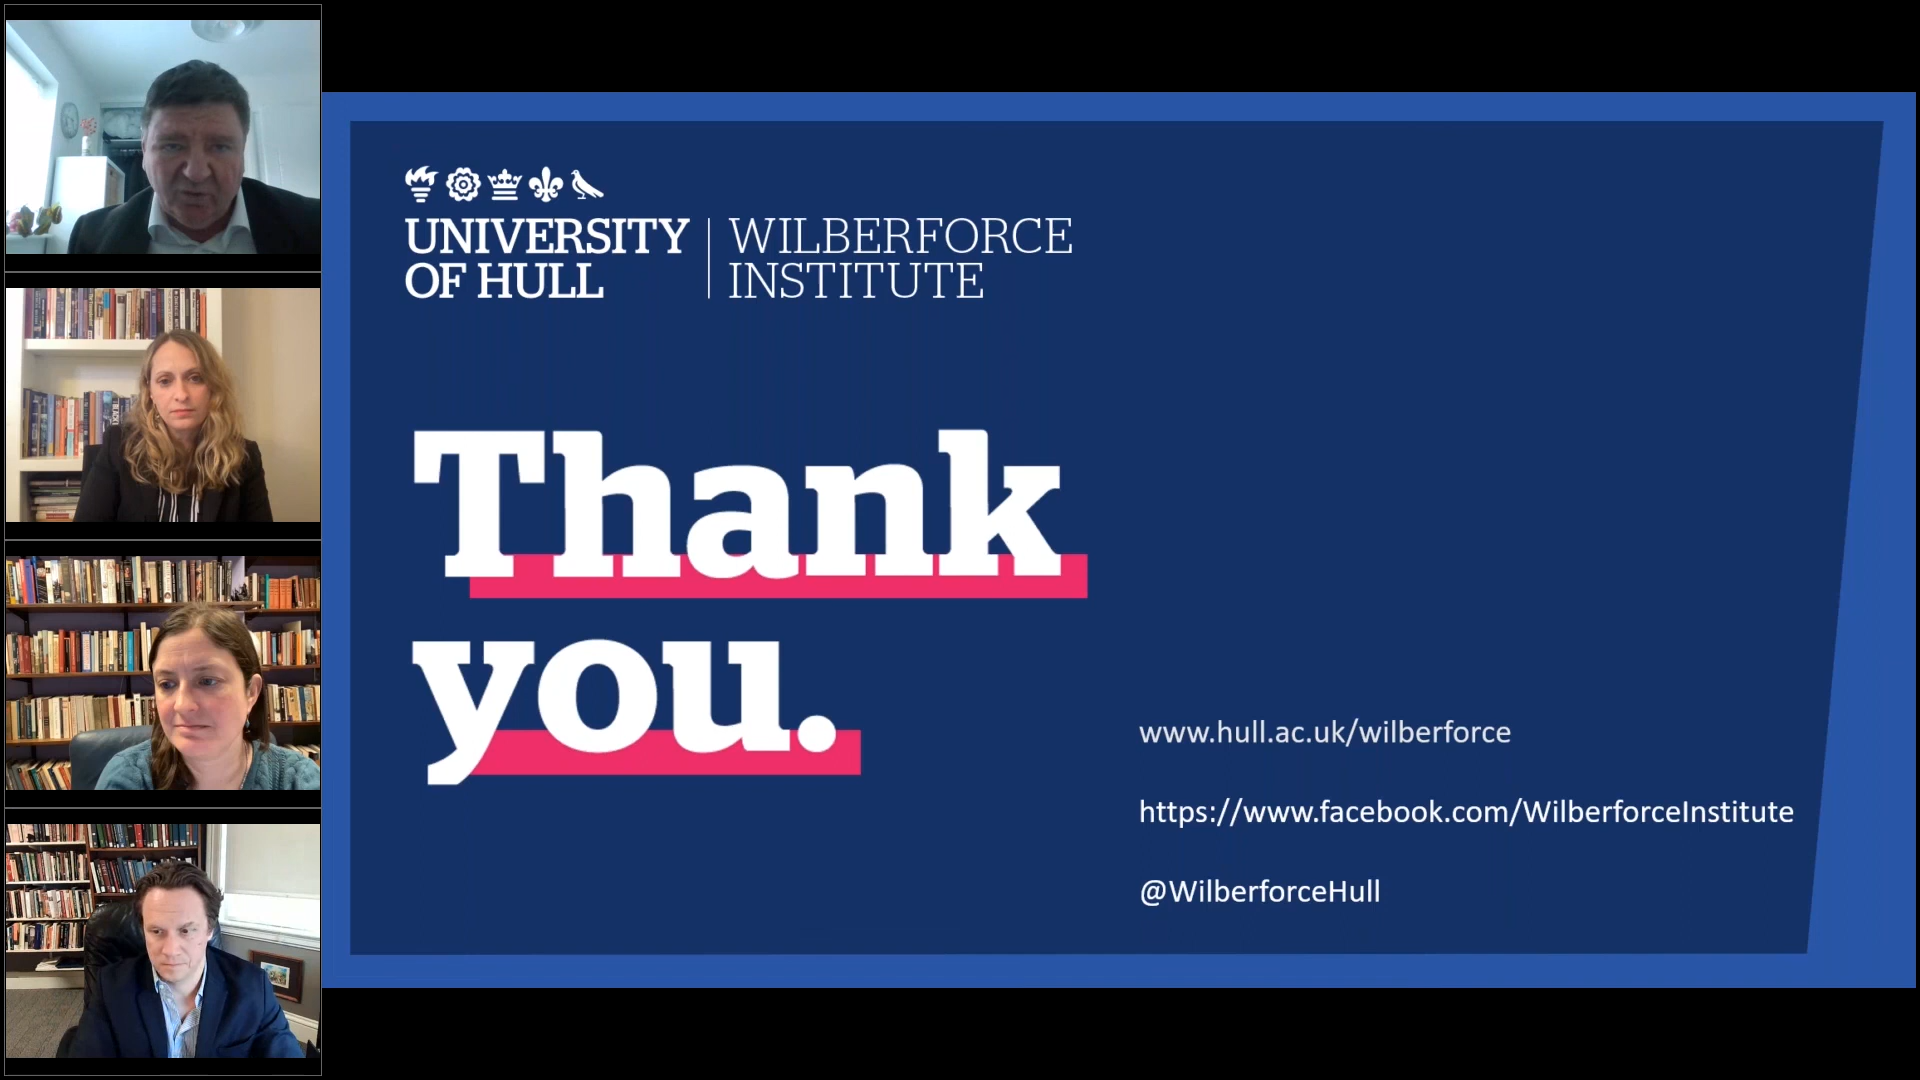 UNIVERSITY
OF HULL
WILBERFORCE
INSTITUTE
Thank
you.
www.hull.ac.uk/wilberforce
https://www.facebook.com/WilberforceInstitute
@WilberforceHull